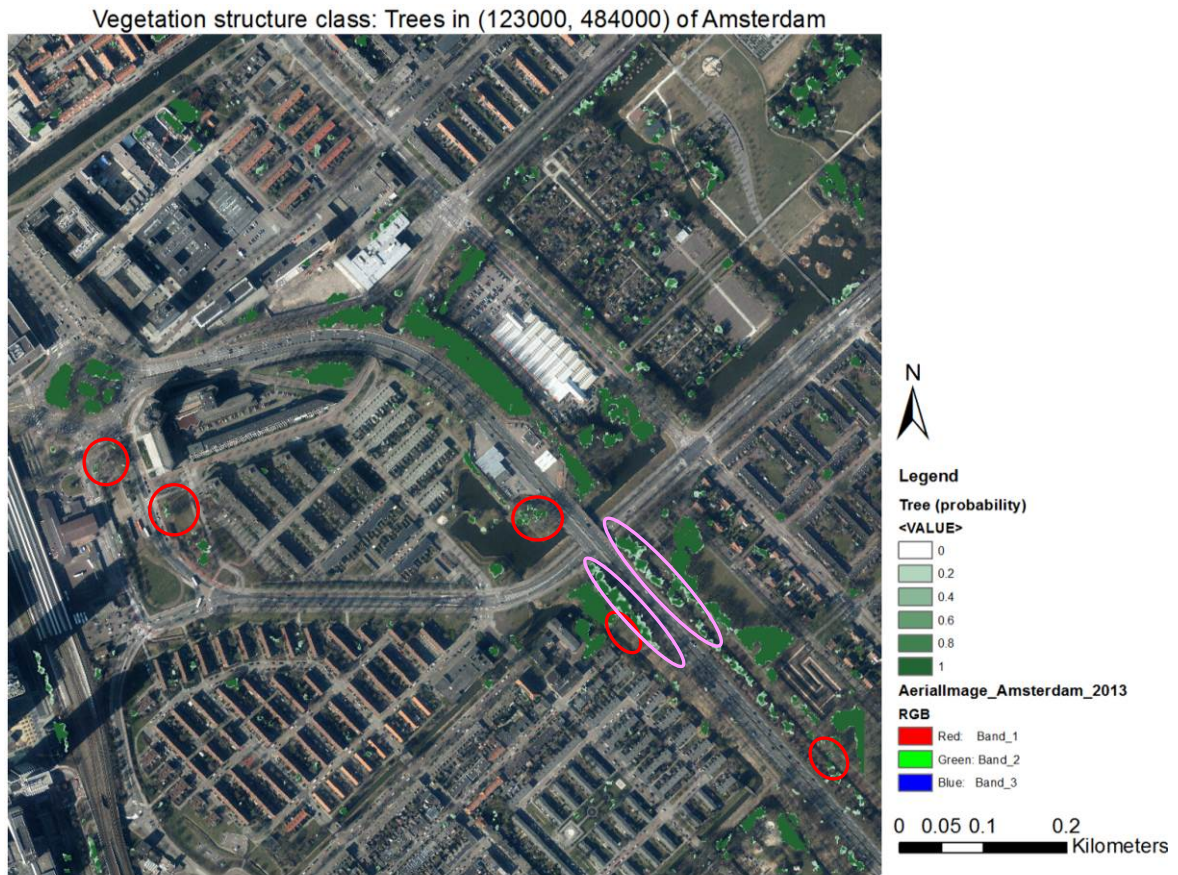 Vegetation structure class: Trees in (123000, 484000) of Amsterdam
N
Legend
Tree (probability)
<VALUE>
0
0.2
0.4
0.6
0.8
1
AerialImage_Amsterdam_2013
RGB
Red: Band_1
Green: Band_2
Blue: Band_3
0 0.05 0.1 0.2
Kilometers